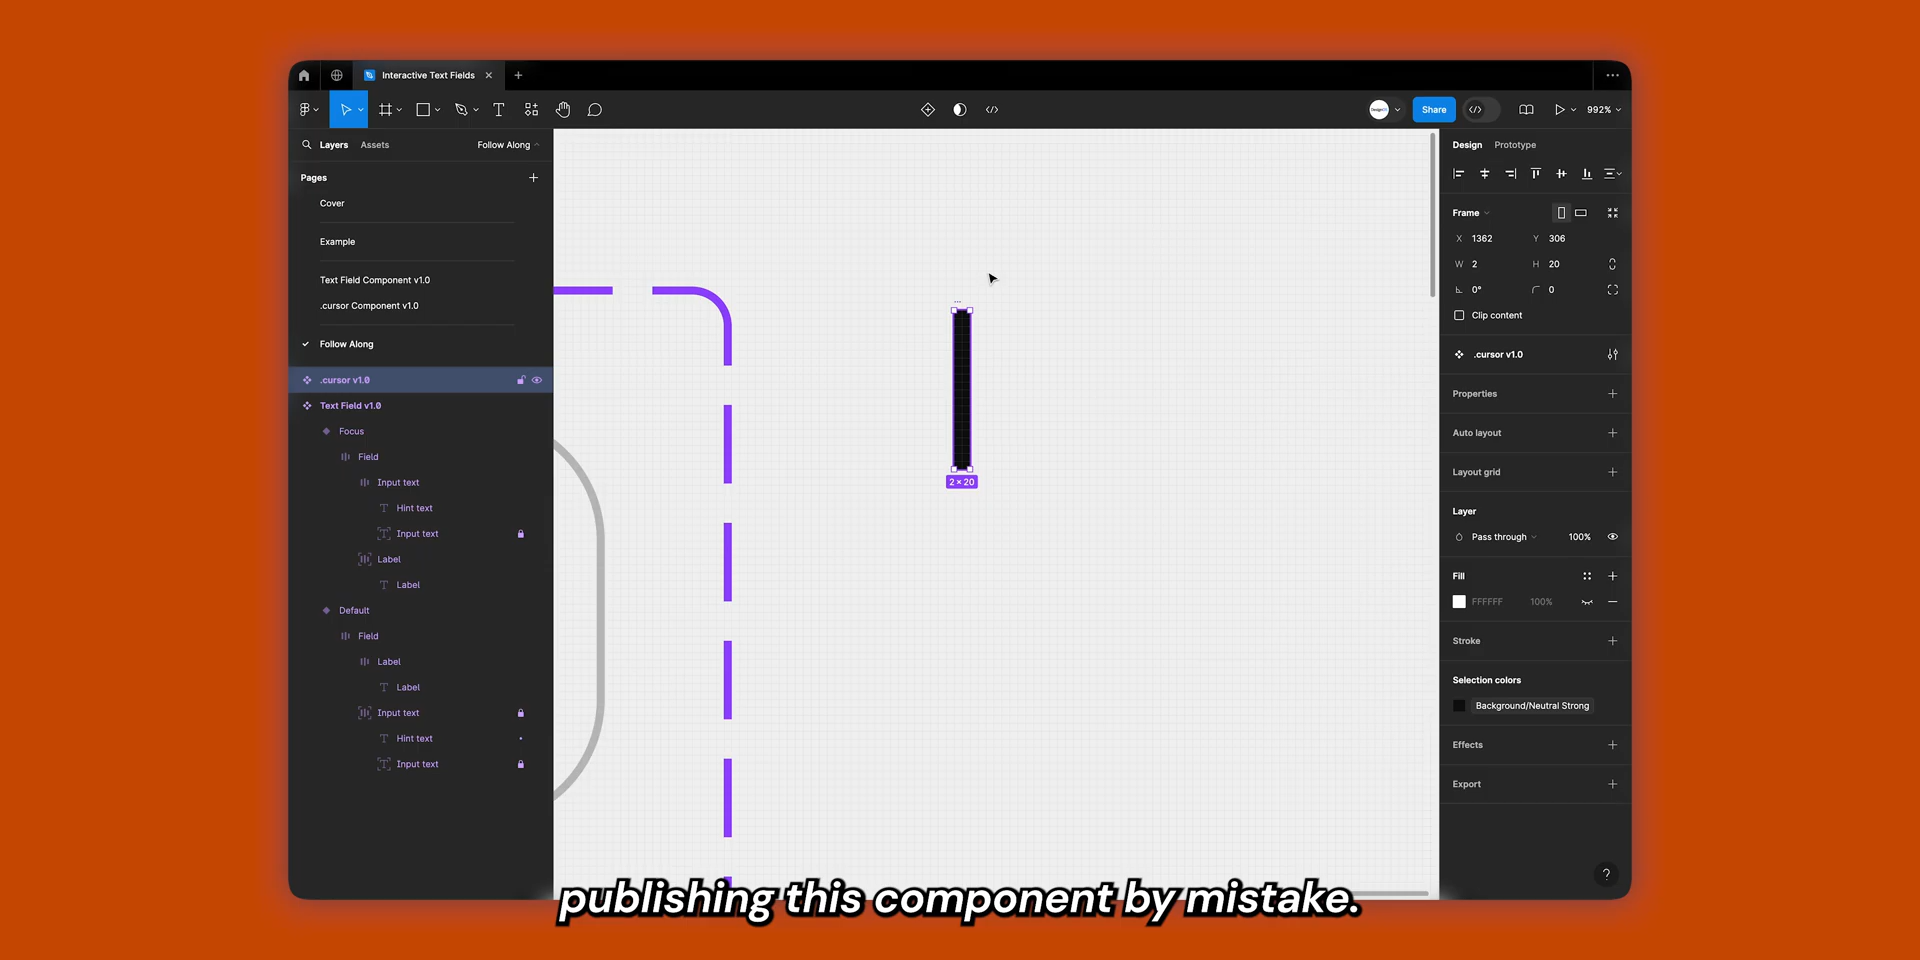 Interactive Text Fields
Share
992%
Layers
Assets
Follow Along
Pages
Cover
Example
Text Field Component v1.0
.cursor Component v1.0
Follow Along
.cursor v1.0
Text Field v1.0
Focus
Field
Input text
Hint text
Input text
Label
Label
Default
Field
Label
Label
Input text
Hint text
Input text
...
2 × 20
Design
Prototype
Frame
X 1362
Y 306
W 2
H 20
0°
0
Clip content
.cursor v1.0
Properties
Auto layout
Layout grid
Layer
Pass through
100%
Fill
FFFFFF
100%
Stroke
Selection colors
Background/Neutral Strong
Effects
Export
?
publishing this component by mistake.